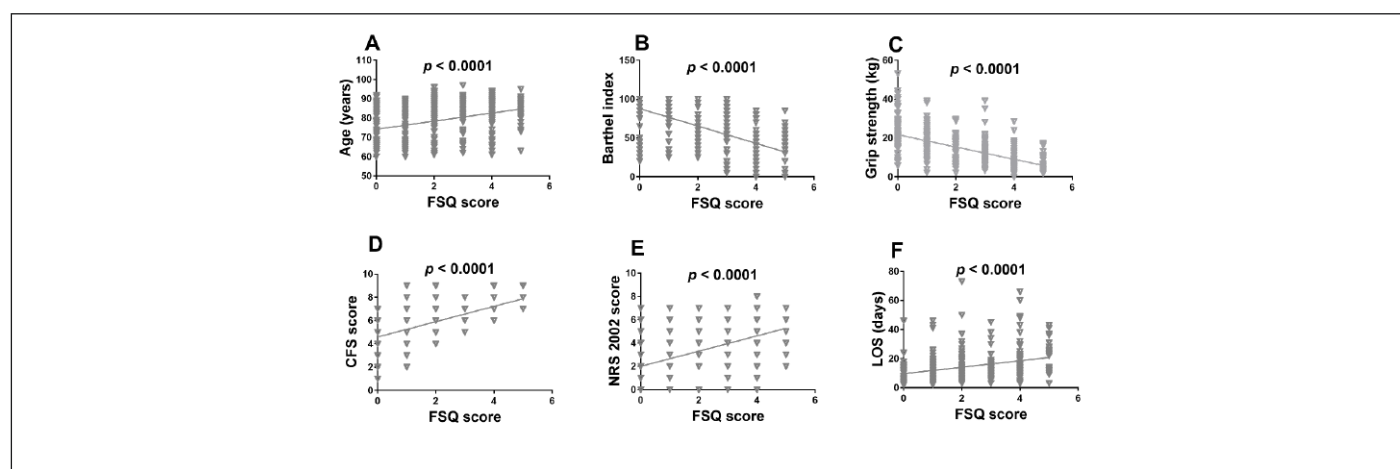 A
p < 0.0001
Age (years)
110
100
90
80
70
60
50
0
2
4
6
FSQ score
B
p < 0.0001
Barthel index
150
100
50
0
0
2
4
6
FSQ score
C
p < 0.0001
Grip strength (kg)
60
40
20
0
0
2
4
6
FSQ score
D
p < 0.0001
CFS score
10
8
6
4
2
0
0
2
4
6
FSQ score
E
p < 0.0001
NRS 2002 score
10
8
6
4
2
0
0
2
4
6
FSQ score
F
p < 0.0001
LOS (days)
80
60
40
20
0
0
2
4
6
FSQ score